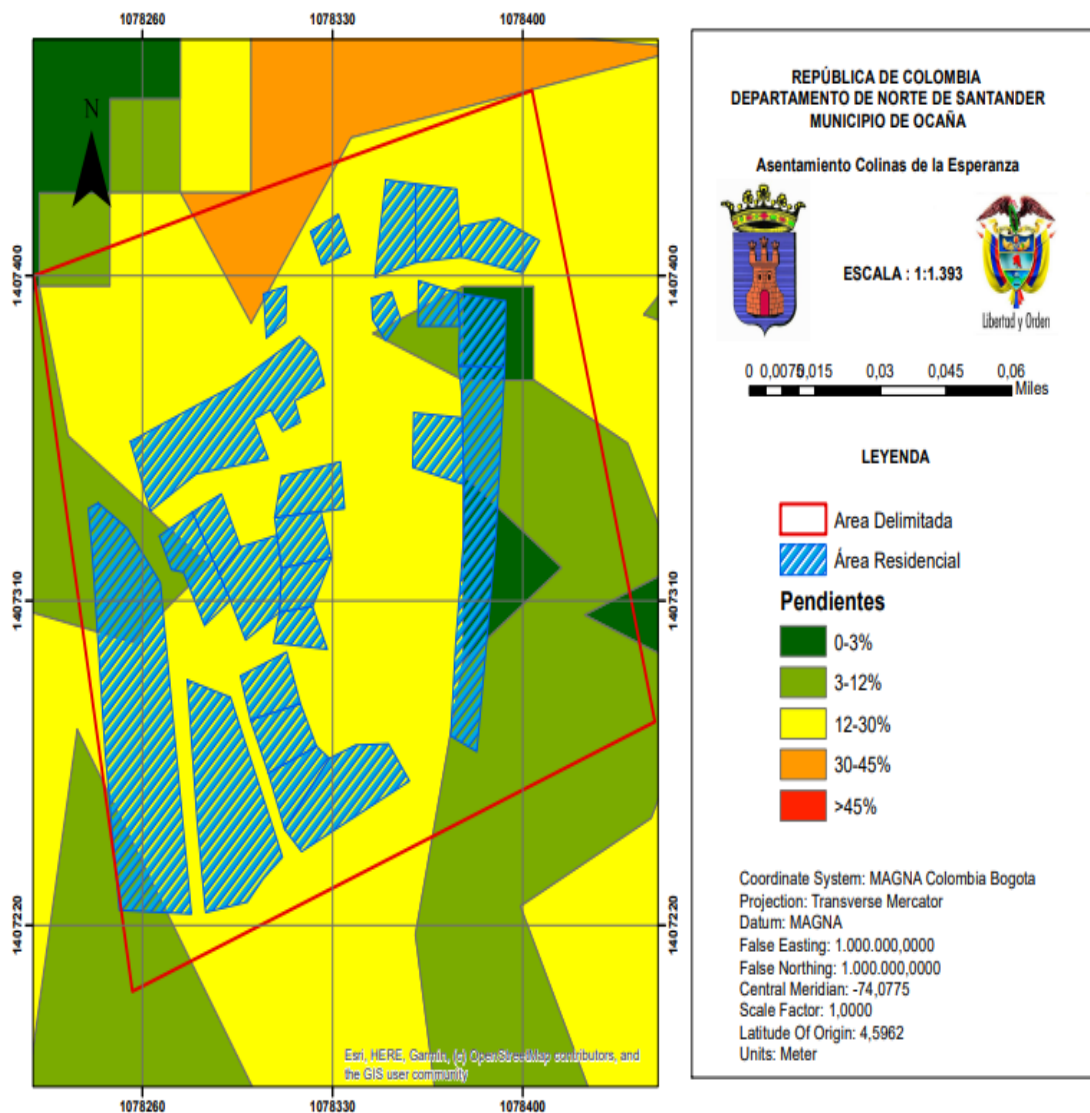 1078260 1078330 1078400
N
1407400 1407400
1407310 1407310
1407220 1407220
Esri, HERE, Garmin, (c) OpenStreetMap contributors, and
the GIS user community
1078260 1078330 1078400
REPÚBLICA DE COLOMBIA
DEPARTAMENTO DE NORTE DE SANTANDER
MUNICIPIO DE OCAÑA
Asentamiento Colinas de la Esperanza
ESCALA : 1:1.393
Libertad y Orden
0 0,0075 0,015 0,03 0,045 0,06
Miles
LEYENDA
Area Delimitada
Área Residencial
Pendientes
0-3%
3-12%
12-30%
30-45%
>45%
Coordinate System: MAGNA Colombia Bogota
Projection: Transverse Mercator
Datum: MAGNA
False Easting: 1.000.000,0000
False Northing: 1.000.000,0000
Central Meridian: -74,0775
Scale Factor: 1,0000
Latitude Of Origin: 4,5962
Units: Meter